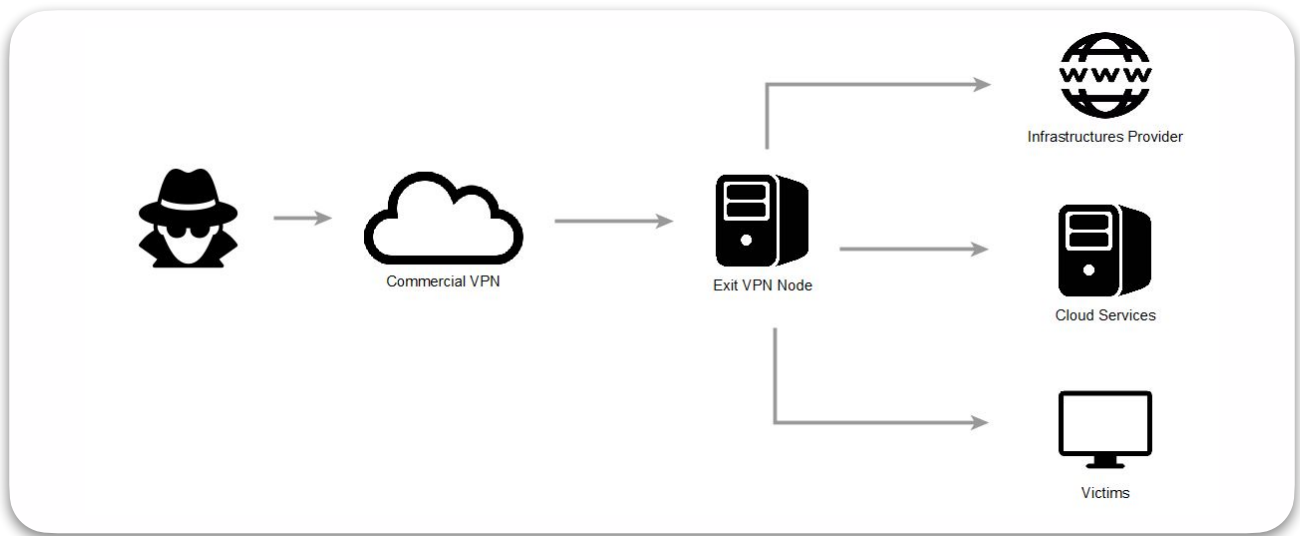 WWW
Infrastructures Provider
Commercial VPN
Exit VPN Node
Cloud Services
Victims